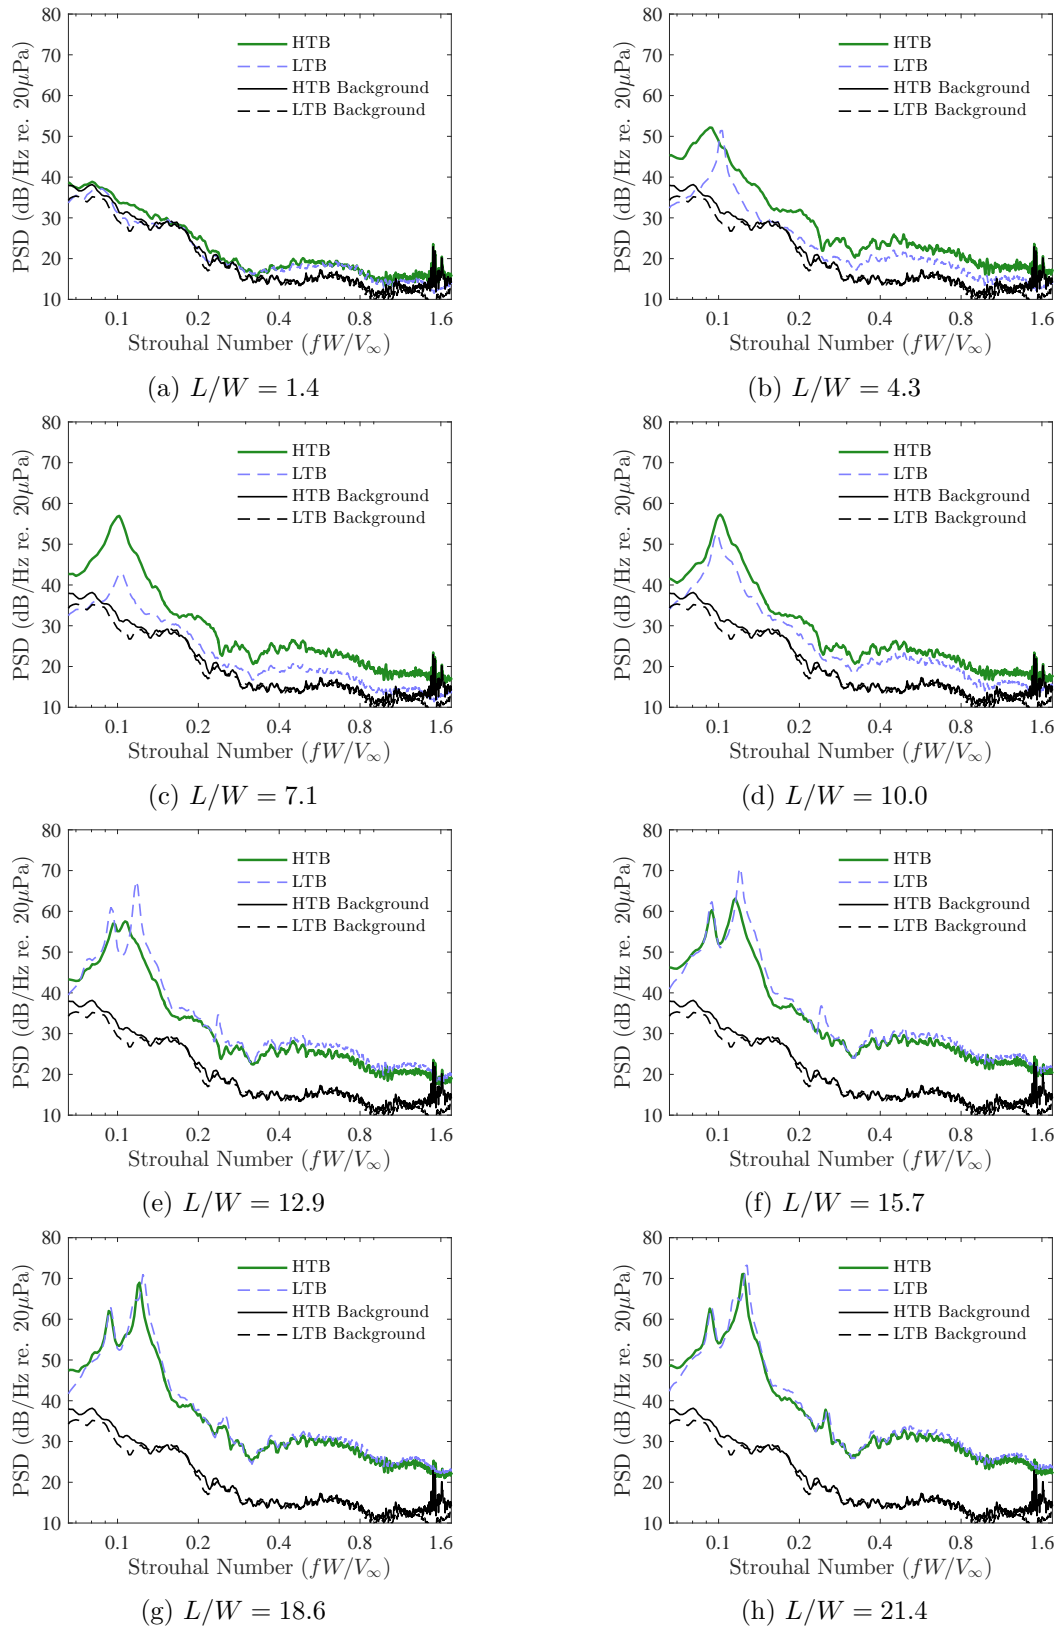 80
70
60
50
40
30
20
10
PSD (dB/Hz re. 20μPa)
HTB
LTB
HTB Background
LTB Background
0.1 0.2 0.4 0.8 1.6
Strouhal Number (fW/V∞)
(a) L/W = 1.4
80
70
60
50
40
30
20
10
PSD (dB/Hz re. 20μPa)
HTB
LTB
HTB Background
LTB Background
0.1 0.2 0.4 0.8 1.6
Strouhal Number (fW/V∞)
(b) L/W = 4.3
80
70
60
50
40
30
20
10
PSD (dB/Hz re. 20μPa)
HTB
LTB
HTB Background
LTB Background
0.1 0.2 0.4 0.8 1.6
Strouhal Number (fW/V∞)
(c) L/W = 7.1
80
70
60
50
40
30
20
10
PSD (dB/Hz re. 20μPa)
HTB
LTB
HTB Background
LTB Background
0.1 0.2 0.4 0.8 1.6
Strouhal Number (fW/V∞)
(d) L/W = 10.0
80
70
60
50
40
30
20
10
PSD (dB/Hz re. 20μPa)
HTB
LTB
HTB Background
LTB Background
0.1 0.2 0.4 0.8 1.6
Strouhal Number (fW/V∞)
(e) L/W = 12.9
80
70
60
50
40
30
20
10
PSD (dB/Hz re. 20μPa)
HTB
LTB
HTB Background
LTB Background
0.1 0.2 0.4 0.8 1.6
Strouhal Number (fW/V∞)
(f) L/W = 15.7
80
70
60
50
40
30
20
10
PSD (dB/Hz re. 20μPa)
HTB
LTB
HTB Background
LTB Background
0.1 0.2 0.4 0.8 1.6
Strouhal Number (fW/V∞)
(g) L/W = 18.6
80
70
60
50
40
30
20
10
PSD (dB/Hz re. 20μPa)
HTB
LTB
HTB Background
LTB Background
0.1 0.2 0.4 0.8 1.6
Strouhal Number (fW/V∞)
(h) L/W = 21.4